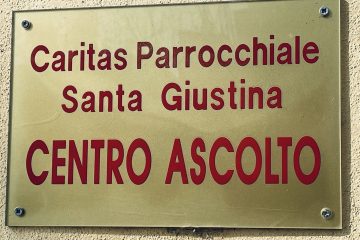 Caritas Parrocchiale
Santa Giustina
CENTRO ASCOLTO